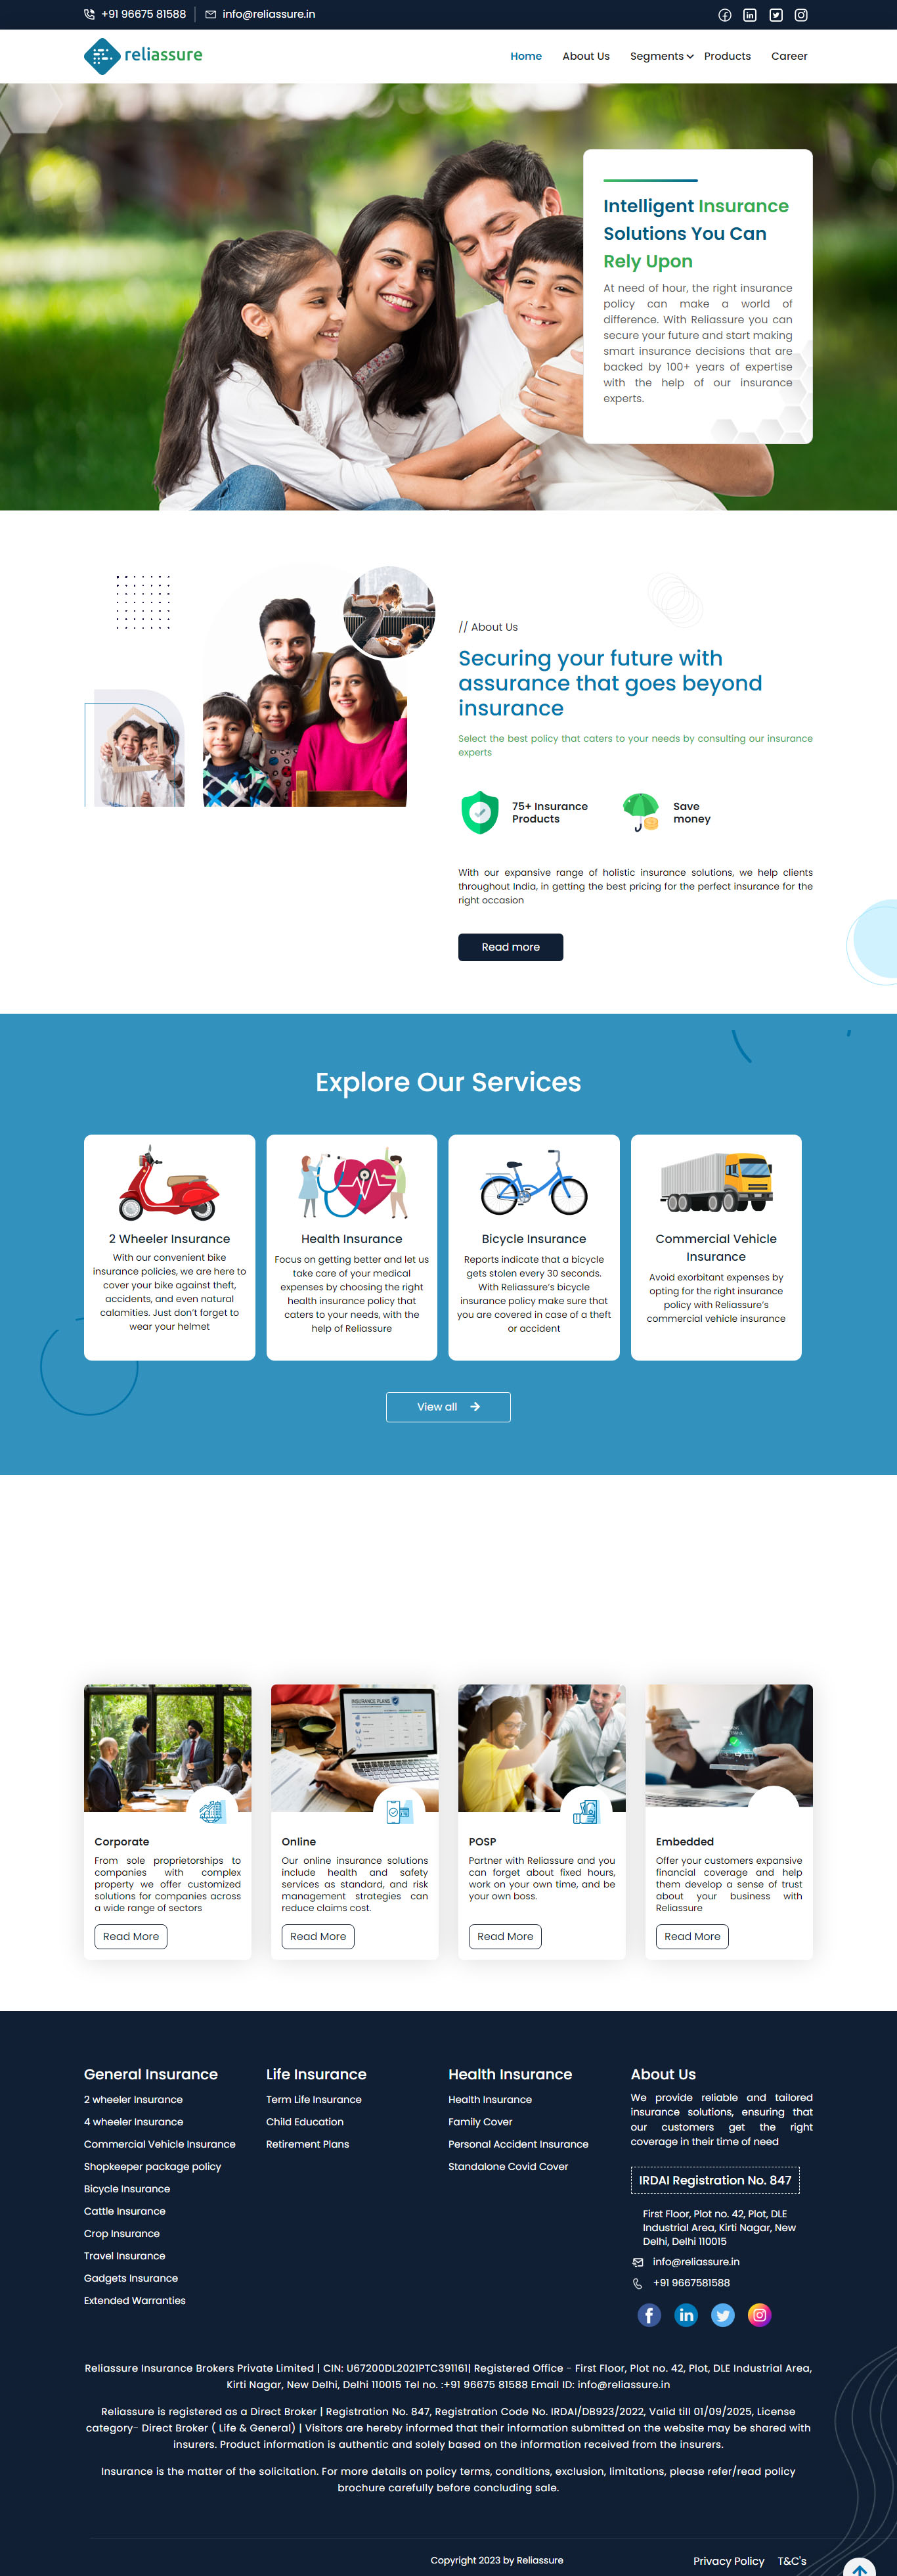 +91 96675 81588
info@reliassure.in
reliassure
Home
About Us
Segments
Products
Career
Intelligent Insurance
Solutions You Can
Rely Upon
At need of hour, the right insurance
policy can make a world of
difference. With Reliassure you can
secure your future and start making
smart insurance decisions that are
backed by 100+ years of expertise
with the help of our insurance
experts.
// About Us
Securing your future with
assurance that goes beyond
insurance
Select the best policy that caters to your needs by consulting our insurance
experts
75+ Insurance
Products
Save
money
With our expansive range of holistic insurance solutions, we help clients
throughout India, in getting the best pricing for the perfect insurance for the
right occasion
Read more
Explore Our Services
2 Wheeler Insurance
With our convenient bike
insurance policies, we are here to
cover your bike against theft,
accidents, and even natural
calamities. Just don't forget to
wear your helmet
Health Insurance
Focus on getting better and let us
take care of your medical
expenses by choosing the right
health insurance policy that
caters to your needs, with the
help of Reliassure
Bicycle Insurance
Reports indicate that a bicycle
gets stolen every 30 seconds.
With Reliassure's bicycle
insurance policy make sure that
you are covered in case of a theft
or accident
Commercial Vehicle
Insurance
Avoid exorbitant expenses by
opting for the right insurance
policy with Reliassure's
commercial vehicle insurance
View all
INSURANCE PLANS
Corporate
From sole proprietorships to
companies with complex
property we offer customized
solutions for companies across
a wide range of sectors
Read More
Online
Our online insurance solutions
include health and safety
services as standard, and risk
management strategies can
reduce claims cost.
Read More
POSP
Partner with Reliassure and you
can forget about fixed hours,
work on your own time, and be
your own boss.
Read More
Embedded
Offer your customers expansive
financial coverage and help
them develop a sense of trust
about your business with
Reliassure
Read More
General Insurance
2 wheeler Insurance
4 wheeler Insurance
Commercial Vehicle Insurance
Shopkeeper package policy
Bicycle Insurance
Cattle Insurance
Crop Insurance
Travel Insurance
Gadgets Insurance
Extended Warranties
Life Insurance
Term Life Insurance
Child Education
Retirement Plans
Health Insurance
Health Insurance
Family Cover
Personal Accident Insurance
Standalone Covid Cover
About Us
We provide reliable and tailored
insurance solutions, ensuring that
our customers get the right
coverage in their time of need
IRDAI Registration No. 847
First Floor, Plot no. 42, Plot, DLE
Industrial Area, Kirti Nagar, New
Delhi, Delhi 110015
info@reliassure.in
+91 9667581588
Reliassure Insurance Brokers Private Limited | CIN: U67200DL2021PTC391161| Registered Office - First Floor, Plot no. 42, Plot, DLE Industrial Area,
Kirti Nagar, New Delhi, Delhi 110015 Tel no. :+91 96675 81588 Email ID: info@reliassure.in
Reliassure is registered as a Direct Broker | Registration No. 847, Registration Code No. IRDAI/DB923/2022, Valid till 01/09/2025, License
category- Direct Broker ( Life & General) | Visitors are hereby informed that their information submitted on the website may be shared with
insurers. Product information is authentic and solely based on the information received from the insurers.
Insurance is the matter of the solicitation. For more details on policy terms, conditions, exclusion, limitations, please refer/read policy
brochure carefully before concluding sale.
Copyright 2023 by Reliassure
Privacy Policy
T&C's